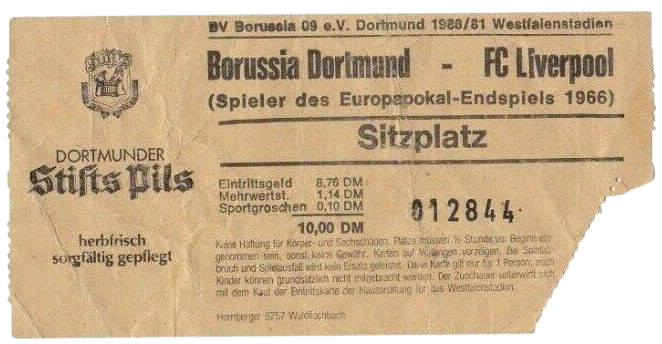 BV Borussia 09 e.V. Dortmund 1980/81 Westfalenstadion
Borussia Dortmund - FC Liverpool
(Spieler des Europapokal-Endspiels 1966)
Sitzplatz
DORTMUNDER
Stifts Pils
herbfrisch
sorgfältig gepflegt
Eintrittsgeld 8,76 DM
Mehrwertst. 1,14 DM
Sportgroschen 0,10 DM
10,00 DM
012844
Keine Haftung für Körper- und Sachschäden. Plätze müssen ½ Stunde vor Beginn ein-
genommen sein, sonst keine Gewähr. Karten auf Verlangen vorzeigen. Bei Spielab-
bruch und Spielausfall wird kein Ersatz geleistet. Die Karte gilt nur für 1 Person, auch
Kinder können grundsätzlich nicht mitgebracht werden. Der Zuschauer unterwirft sich
mit dem Kauf der Eintrittskarte der Hausordnung für das Westfalenstadion.
Hornberger 6757 Waldfischbach